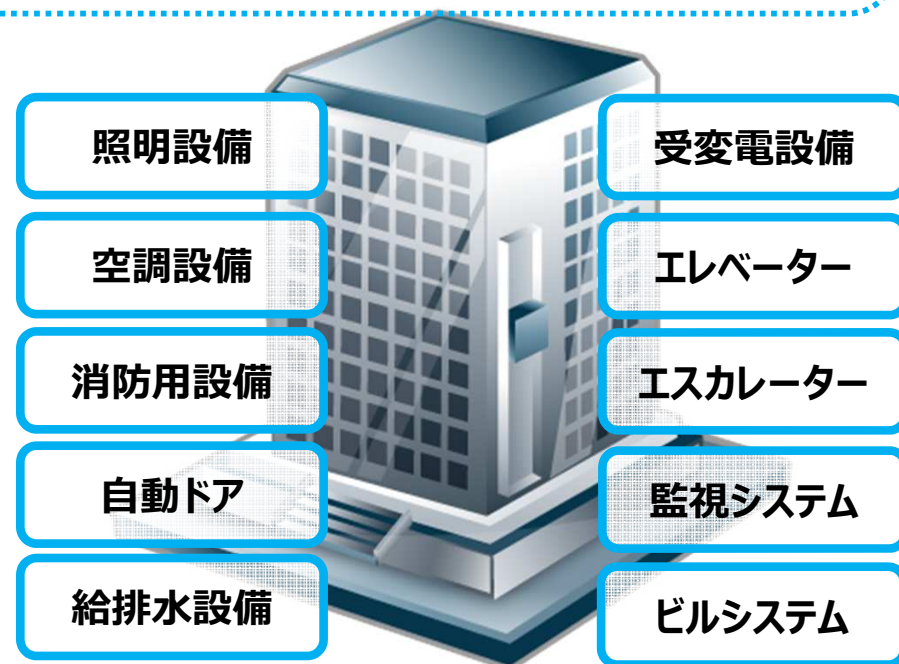 照明設備
受変電設備
空調設備
エレベーター
消防用設備
エスカレーター
自動ドア
監視システム
給排水設備
ビルシステム